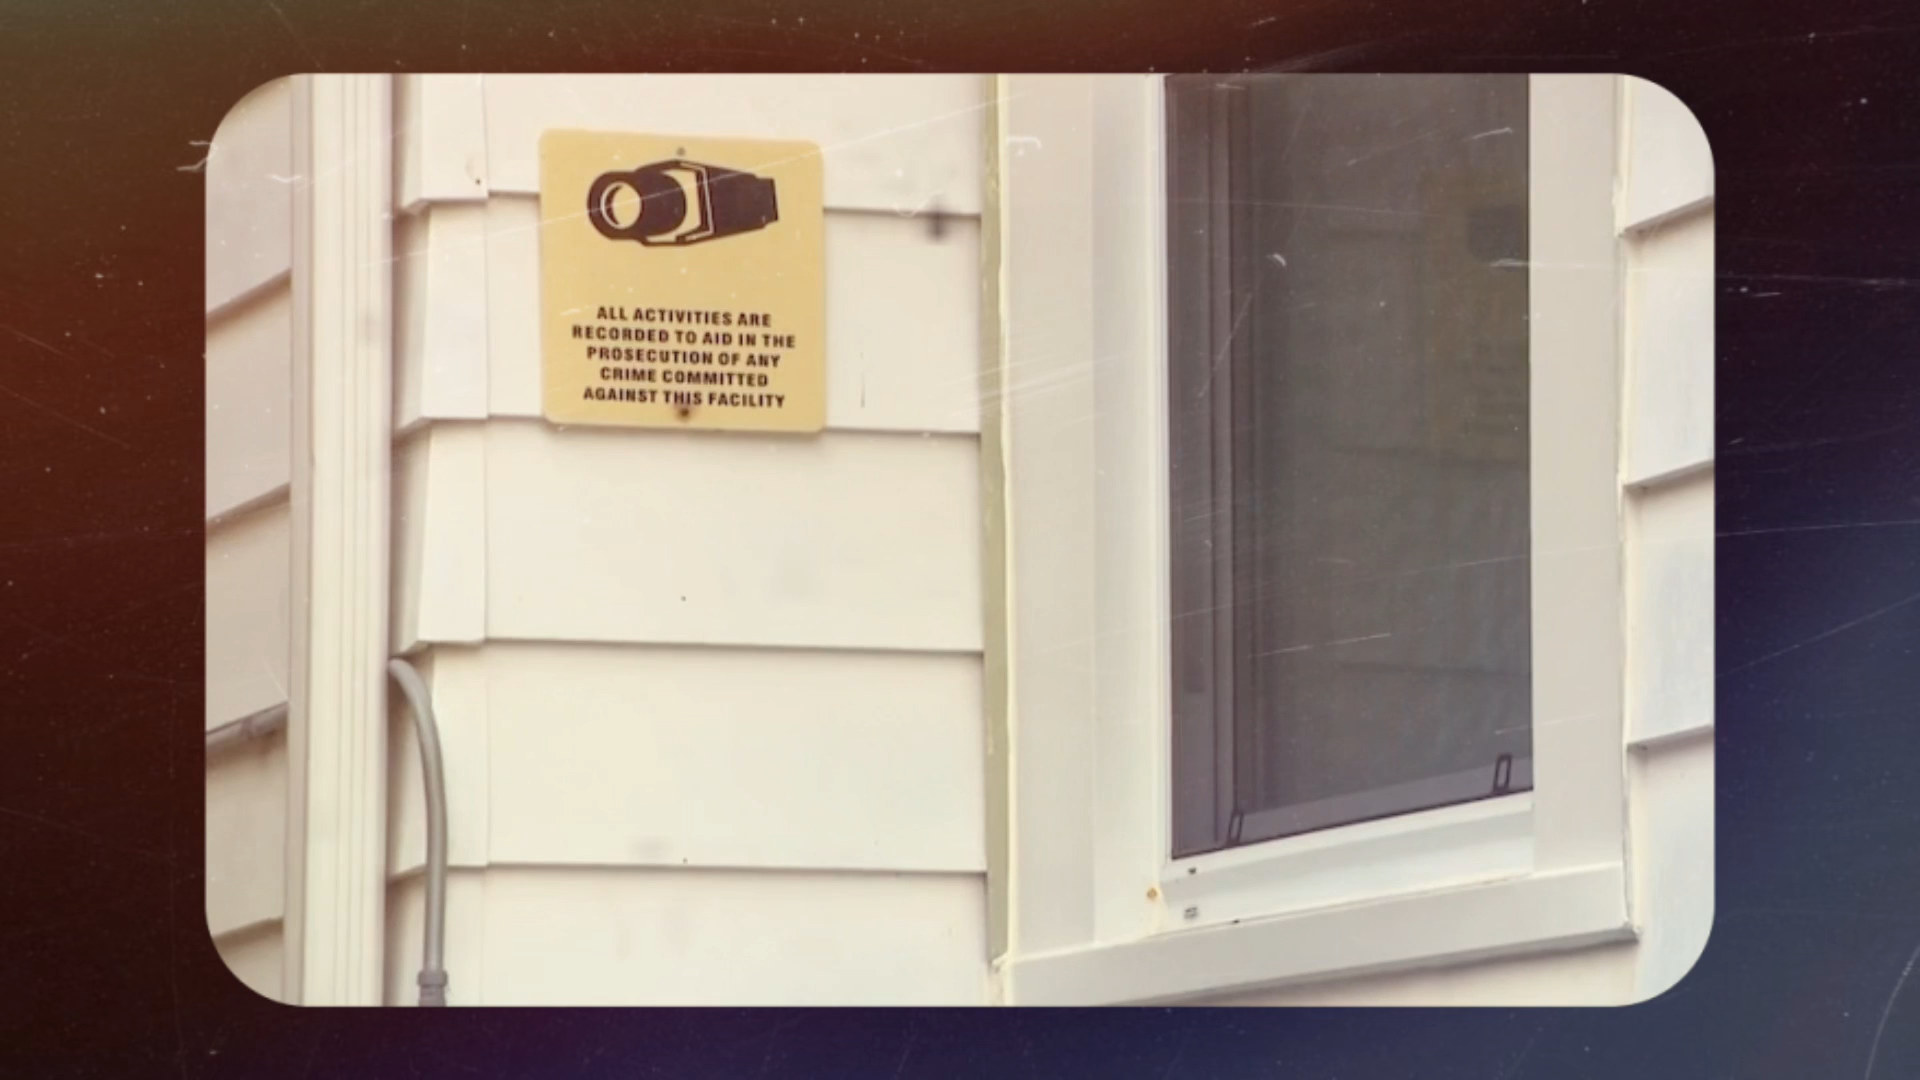 ALL ACTIVITIES ARE
RECORDED TO AID IN THE
PROSECUTION OF ANY
CRIME COMMITTED
AGAINST THIS FACILITY